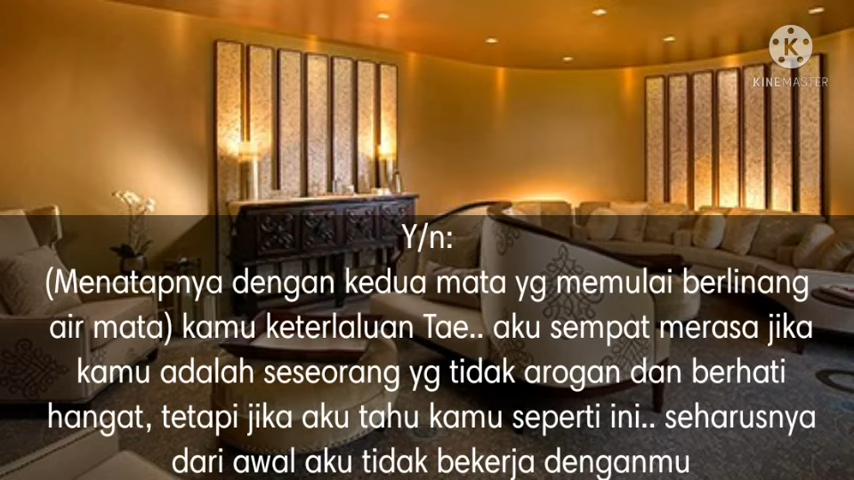 KINEMASTER
Y/n:
(Menatapnya dengan kedua mata yg memulai berlinang
air mata) kamu keterlaluan Tae.. aku sempat merasa jika
kamu adalah seseorang yg tidak arogan dan berhati
hangat, tetapi jika aku tahu kamu seperti ini.. seharusnya
dari awal aku tidak bekerja denganmu